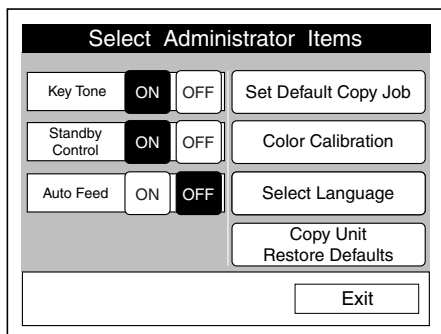 Select Administrator Items
Key Tone ON OFF
Set Default Copy Job
Standby
Control ON OFF
Color Calibration
Auto Feed ON OFF
Select Language
Copy Unit
Restore Defaults
Exit